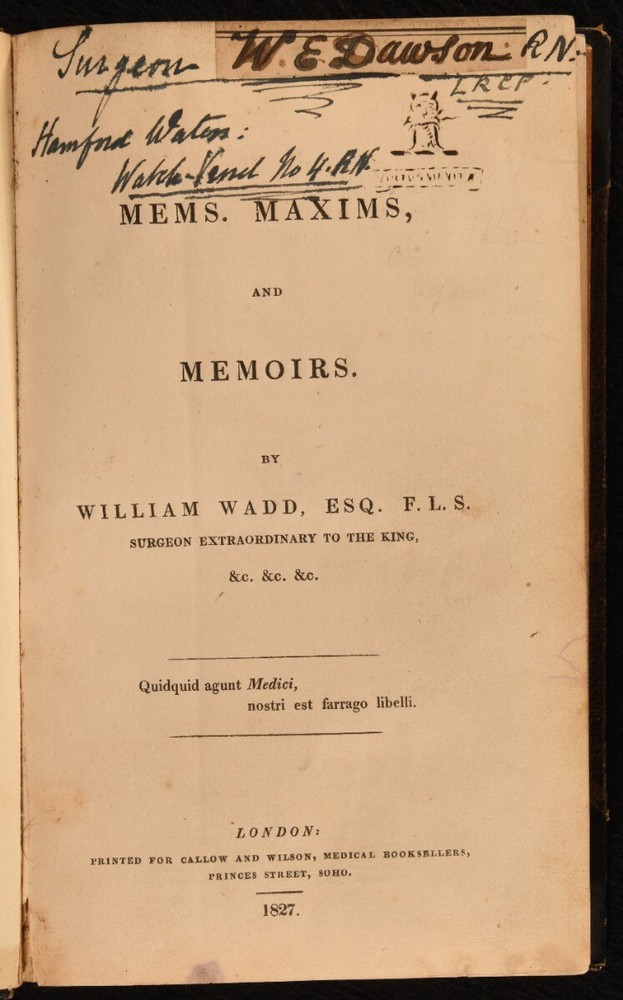 Surgeon W. E. Dawson. R.N.
LRCP.
Hamford Water:
Watch-Vessel No 4. R.N.
MEMS. MAXIMS,
AND
MEMOIRS.
BY
WILLIAM WADD, ESQ. F. L. S.
SURGEON EXTRAORDINARY TO THE KING,
&c. &c. &c.
Quidquid agunt Medici,
nostri est farrago libelli.
LONDON:
PRINTED FOR CALLOW AND WILSON, MEDICAL BOOKSELLERS,
PRINCES STREET, SOHO.
1827.